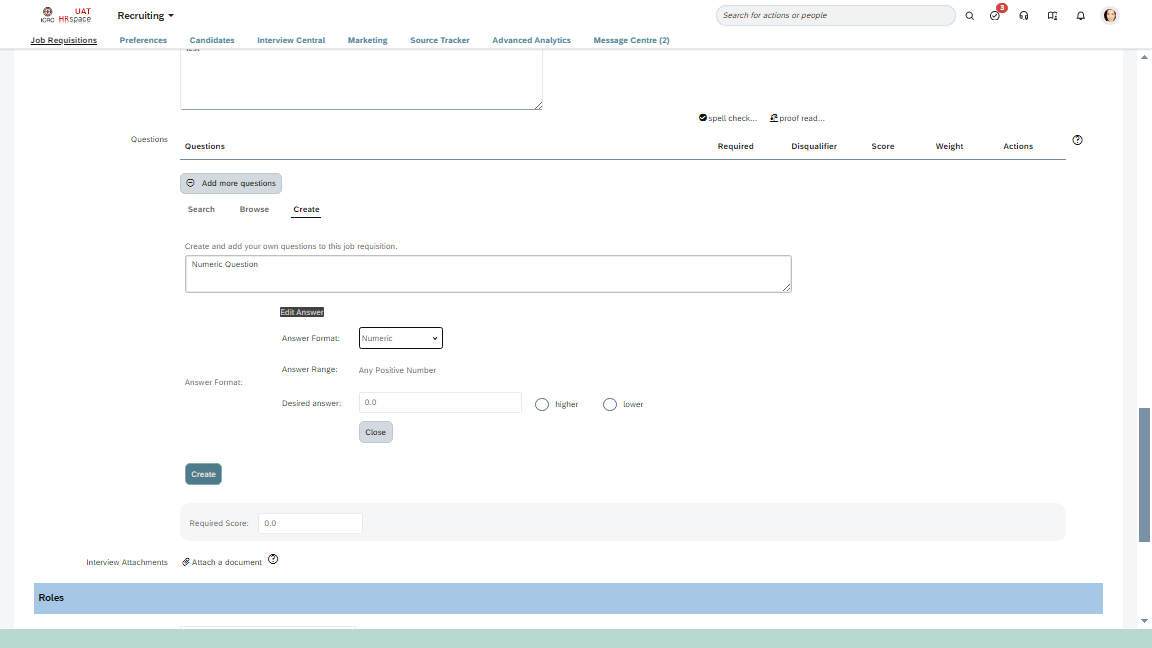 ICRC UAT HRspace
Recruiting
Search for actions or people
3
Job Requisitions Preferences Candidates Interview Central Marketing Source Tracker Advanced Analytics Message Centre (2)
spell check... proof read...
Questions
Questions Required Disqualifier Score Weight Actions
Add more questions
Search Browse Create
Create and add your own questions to this job requisition.
Numeric Question
Edit Answer
Answer Format: Numeric
Answer Range: Any Positive Number
Answer Format:
Desired answer: 0.0 higher lower
Close
Create
Required Score: 0.0
Interview Attachments Attach a document
Roles